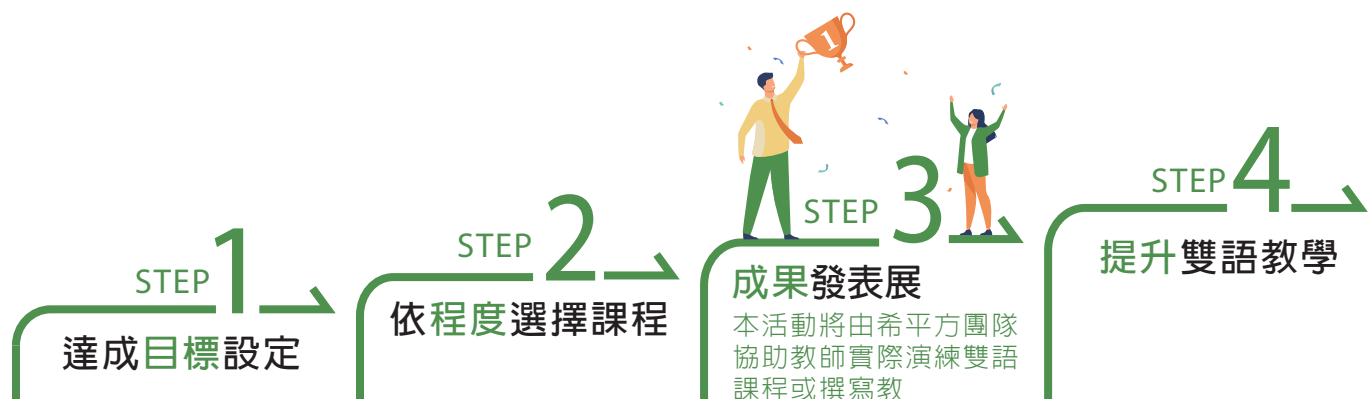 STEP 1
達成目標設定
STEP 2
依程度選擇課程
1
STEP 3
成果發表展
本活動將由希平方團隊
協助教師實際演練雙語
課程或撰寫教
STEP 4
提升雙語教學